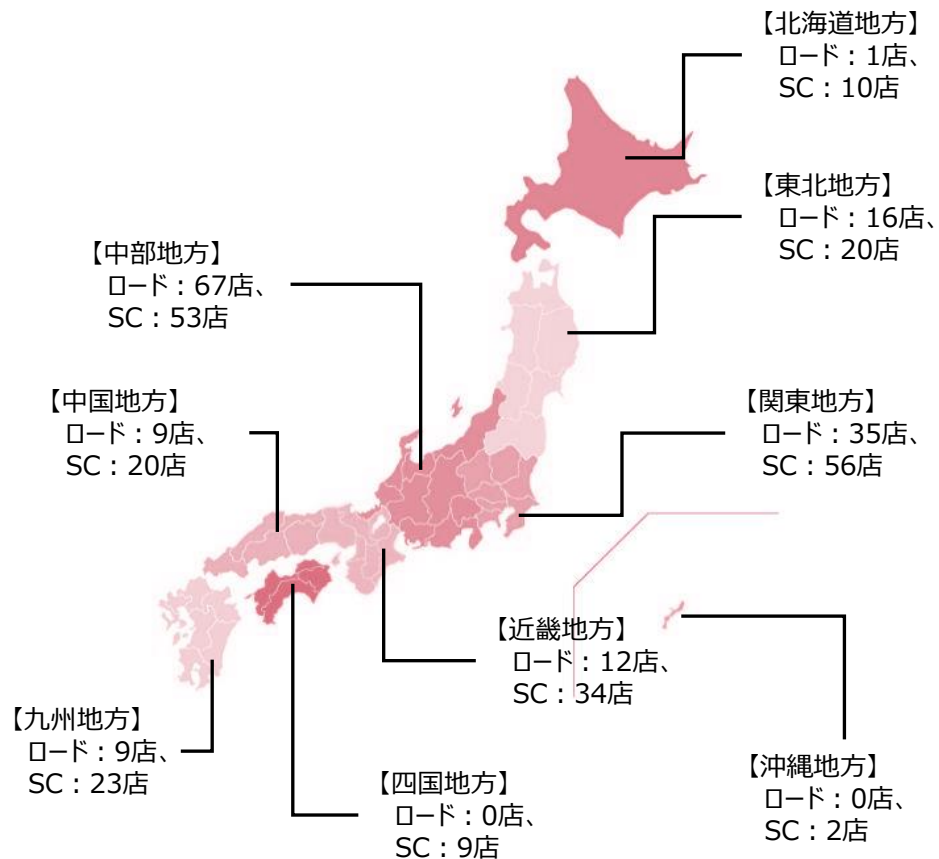 【北海道地方】
ロード：1店、
SC：10店
【東北地方】
ロード：16店、
SC：20店
【中部地方】
ロード：67店、
SC：53店
【中国地方】
ロード：9店、
SC：20店
【関東地方】
ロード：35店、
SC：56店
【近畿地方】
ロード：12店、
SC：34店
【九州地方】
ロード：9店、
SC：23店
【四国地方】
ロード：0店、
SC：9店
【沖縄地方】
ロード：0店、
SC：2店